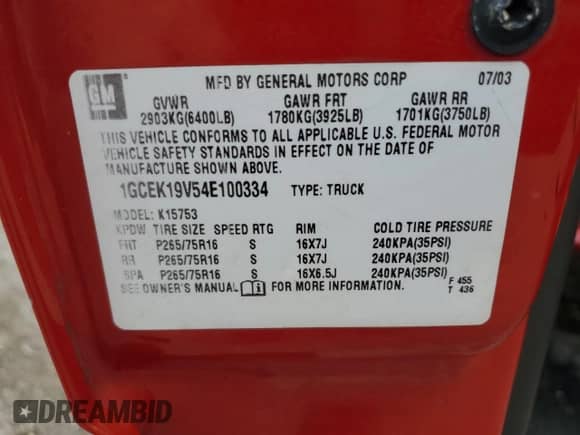 GM
MFD BY GENERAL MOTORS CORP 07/03
GVWR GAWR FRT GAWR RR
2903KG(6400LB) 1780KG(3925LB) 1701KG(3750LB)
THIS VEHICLE CONFORMS TO ALL APPLICABLE U.S. FEDERAL MOTOR
VEHICLE SAFETY STANDARDS IN EFFECT ON THE DATE OF
MANUFACTURE SHOWN ABOVE.
1GCEK19V54E100334 TYPE: TRUCK
MODEL: K15753
KPDW TIRE SIZE SPEED RTG RIM COLD TIRE PRESSURE
FRT P265/75R16 S 16X7J 240KPA(35PSI)
RR P265/75R16 S 16X7J 240KPA(35PSI)
SPA P265/75R16 S 16X6.5J 240KPA(35PSI)
SEE OWNER'S MANUAL FOR MORE INFORMATION.
F 455
T 436
DREAMBID